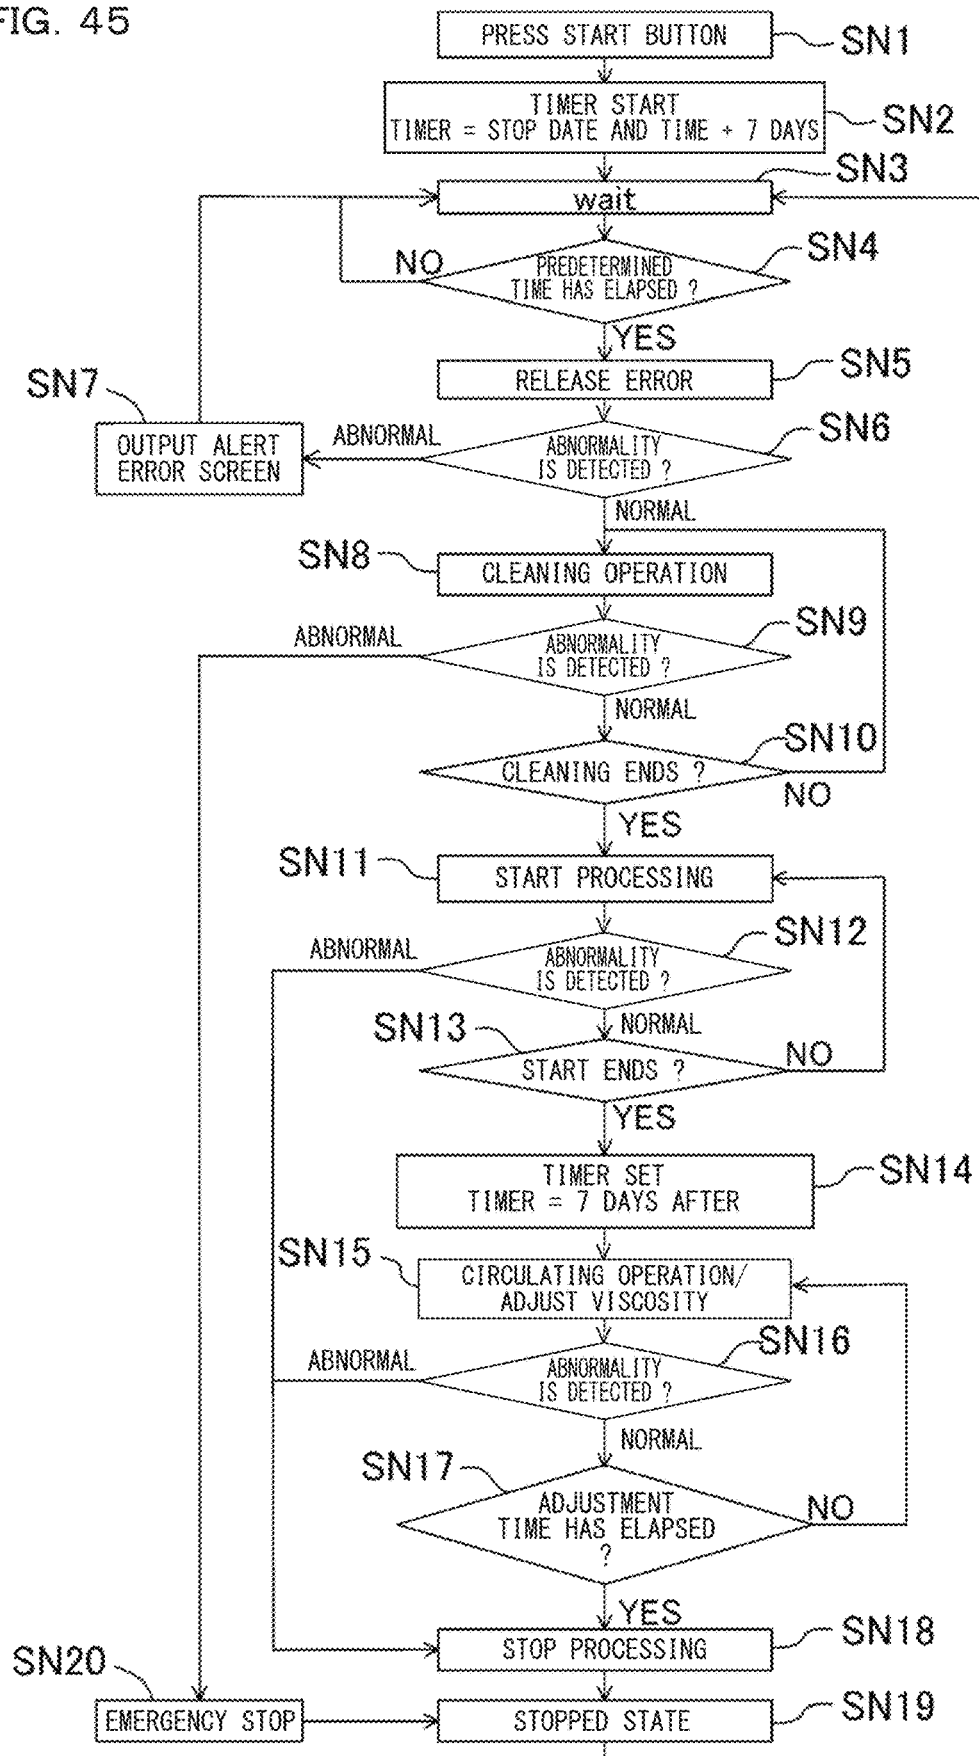 FIG. 45
PRESS START BUTTON
SN1
TIMER START
TIMER = STOP DATE AND TIME + 7 DAYS
SN2
SN3
wait
SN4
NO
PREDETERMINED
TIME HAS ELAPSED ?
YES
SN5
RELEASE ERROR
SN7
OUTPUT ALERT
ERROR SCREEN
ABNORMAL
SN6
ABNORMALITY
IS DETECTED ?
NORMAL
SN8
CLEANING OPERATION
SN9
ABNORMAL
ABNORMALITY
IS DETECTED ?
NORMAL
SN10
CLEANING ENDS ?
NO
YES
SN11
START PROCESSING
SN12
ABNORMAL
ABNORMALITY
IS DETECTED ?
NORMAL
SN13
START ENDS ?
NO
YES
TIMER SET
TIMER = 7 DAYS AFTER
SN14
SN15
CIRCULATING OPERATION/
ADJUST VISCOSITY
SN16
ABNORMAL
ABNORMALITY
IS DETECTED ?
NORMAL
SN17
ADJUSTMENT
TIME HAS ELAPSED
?
NO
YES
STOP PROCESSING
SN18
SN20
EMERGENCY STOP
STOPPED STATE
SN19